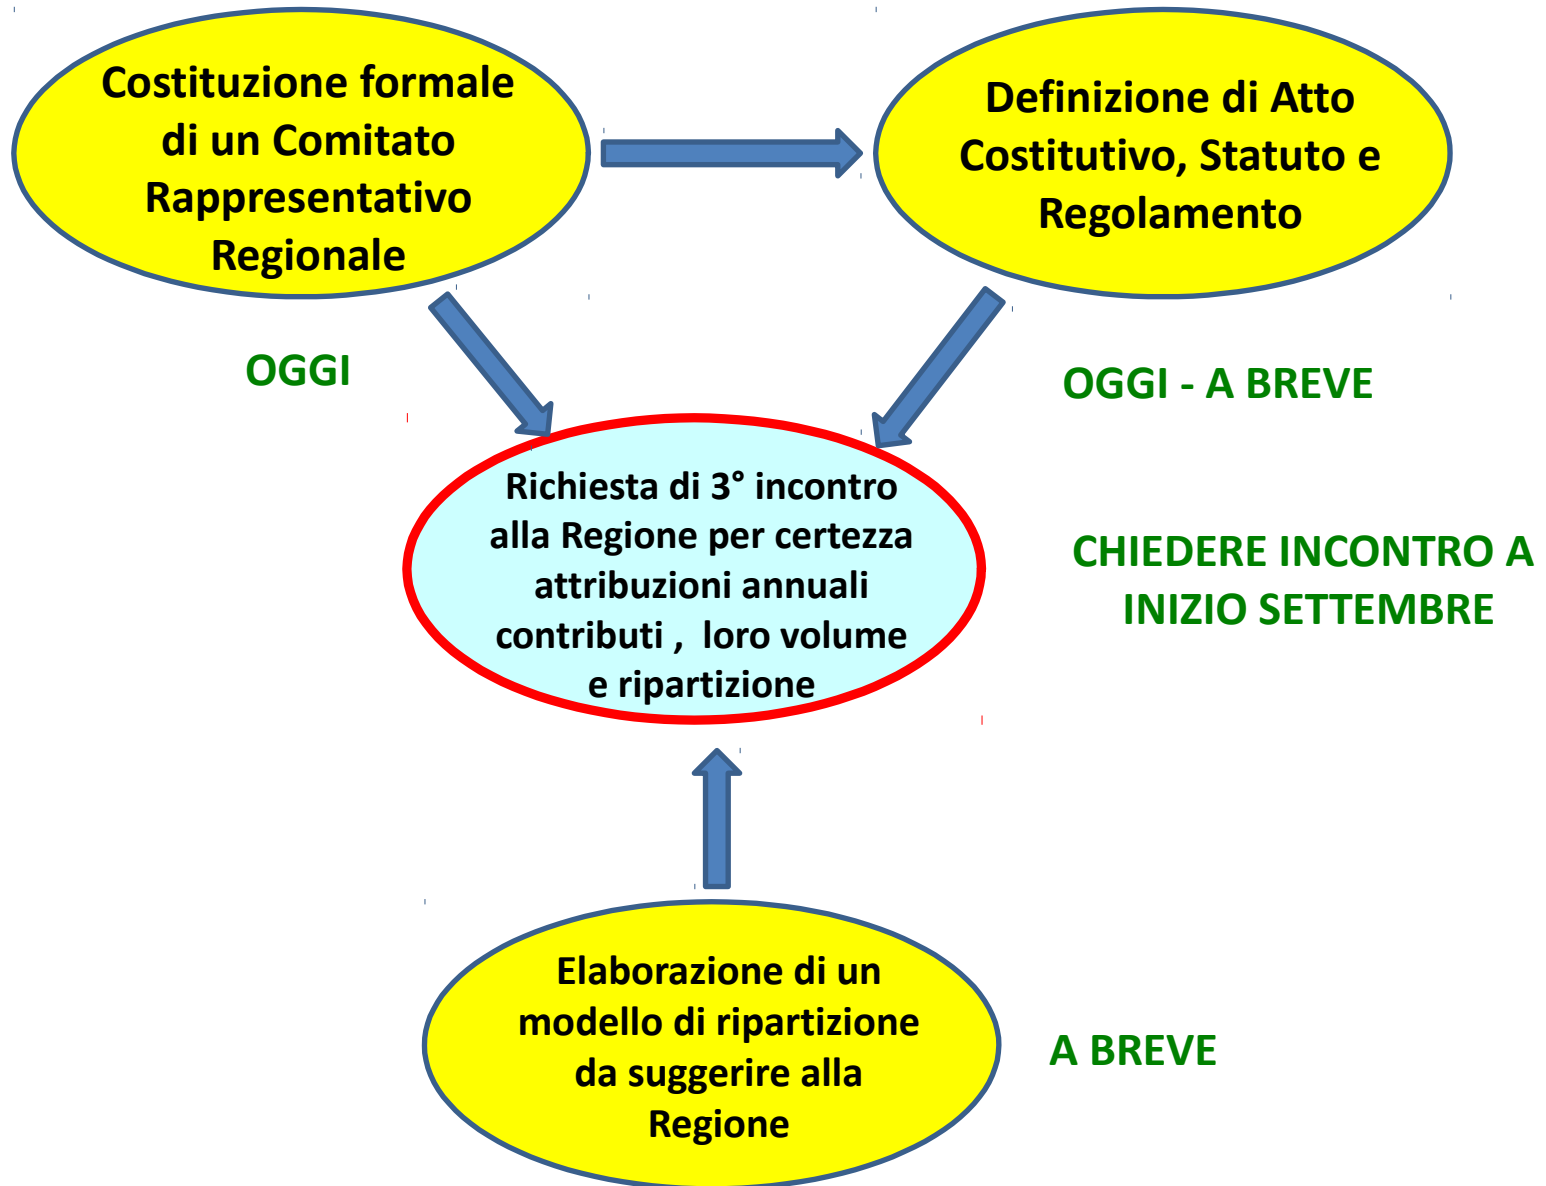 Costituzione formale
di un Comitato
Rappresentativo
Regionale
Definizione di Atto
Costitutivo, Statuto e
Regolamento
OGGI
OGGI - A BREVE
Richiesta di 3° incontro
alla Regione per certezza
attribuzioni annuali
contributi , loro volume
e ripartizione
CHIEDERE INCONTRO A
INIZIO SETTEMBRE
Elaborazione di un
modello di ripartizione
da suggerire alla
Regione
A BREVE